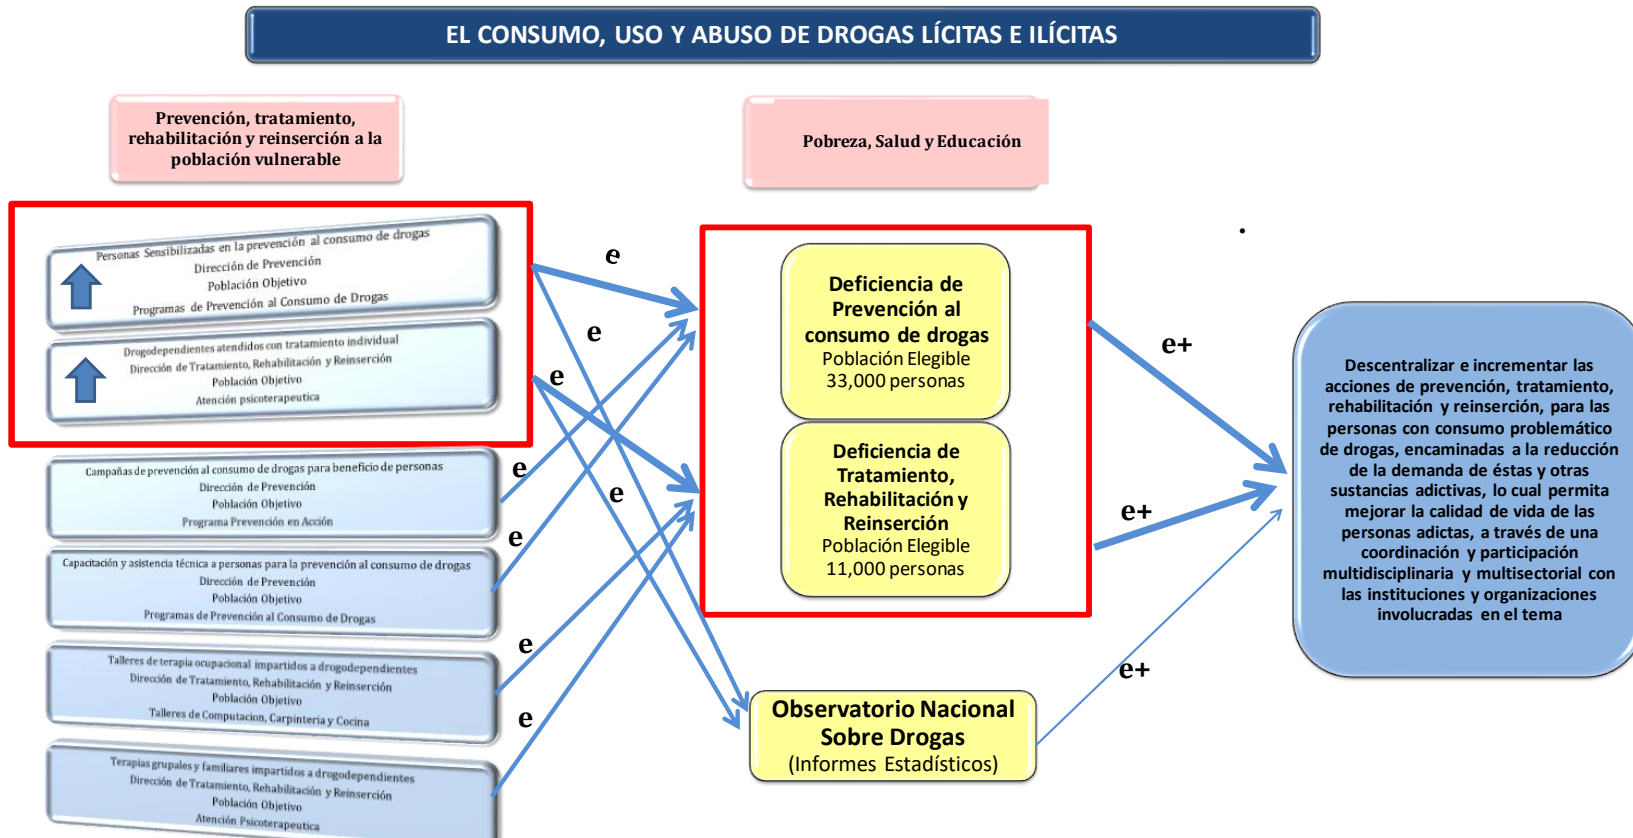 EL CONSUMO, USO Y ABUSO DE DROGAS LÍCITAS E ILÍCITAS
Prevención, tratamiento,
rehabilitación y reinserción a la
población vulnerable
Pobreza, Salud y Educación
Personas Sensibilizadas en la prevención al consumo de drogas
Dirección de Prevención
Población Objetivo
Programas de Prevención al Consumo de Drogas
Drogodependientes atendidos con tratamiento individual
Dirección de Tratamiento, Rehabilitación y Reinserción
Población Objetivo
Atención psicoterapeutica
Campañas de prevención al consumo de drogas para beneficio de personas
Dirección de Prevención
Población Objetivo
Programa Prevención en Acción
Capacitación y asistencia técnica a personas para la prevención al consumo de drogas
Dirección de Prevención
Población Objetivo
Programas de Prevención al Consumo de Drogas
Talleres de terapia ocupacional impartidos a drogodependientes
Dirección de Tratamiento, Rehabilitación y Reinserción
Población Objetivo
Talleres de Computacion, Carpinteria y Cocina
Terapias grupales y familiares impartidos a drogodependientes
Dirección de Tratamiento, Rehabilitación y Reinserción
Población Objetivo
Atención Psicoterapeutica
e
e
e
e
e
e
e
e
Deficiencia de
Prevención al
consumo de drogas
Población Elegible
33,000 personas
Deficiencia de
Tratamiento,
Rehabilitación y
Reinserción
Población Elegible
11,000 personas
Observatorio Nacional
Sobre Drogas
(Informes Estadísticos)
e+
e+
e+
.
Descentralizar e incrementar las
acciones de prevención, tratamiento,
rehabilitación y reinserción, para las
personas con consumo problemático
de drogas, encaminadas a la reducción
de la demanda de éstas y otras
sustancias adictivas, lo cual permita
mejorar la calidad de vida de las
personas adictas, a través de una
coordinación y participación
multidisciplinaria y multisectorial con
las instituciones y organizaciones
involucradas en el tema